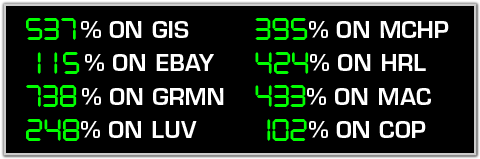 537% ON GIS 395% ON MCHP
115% ON EBAY 424% ON HRL
738% ON GRMN 433% ON MAC
248% ON LUV 102% ON COP